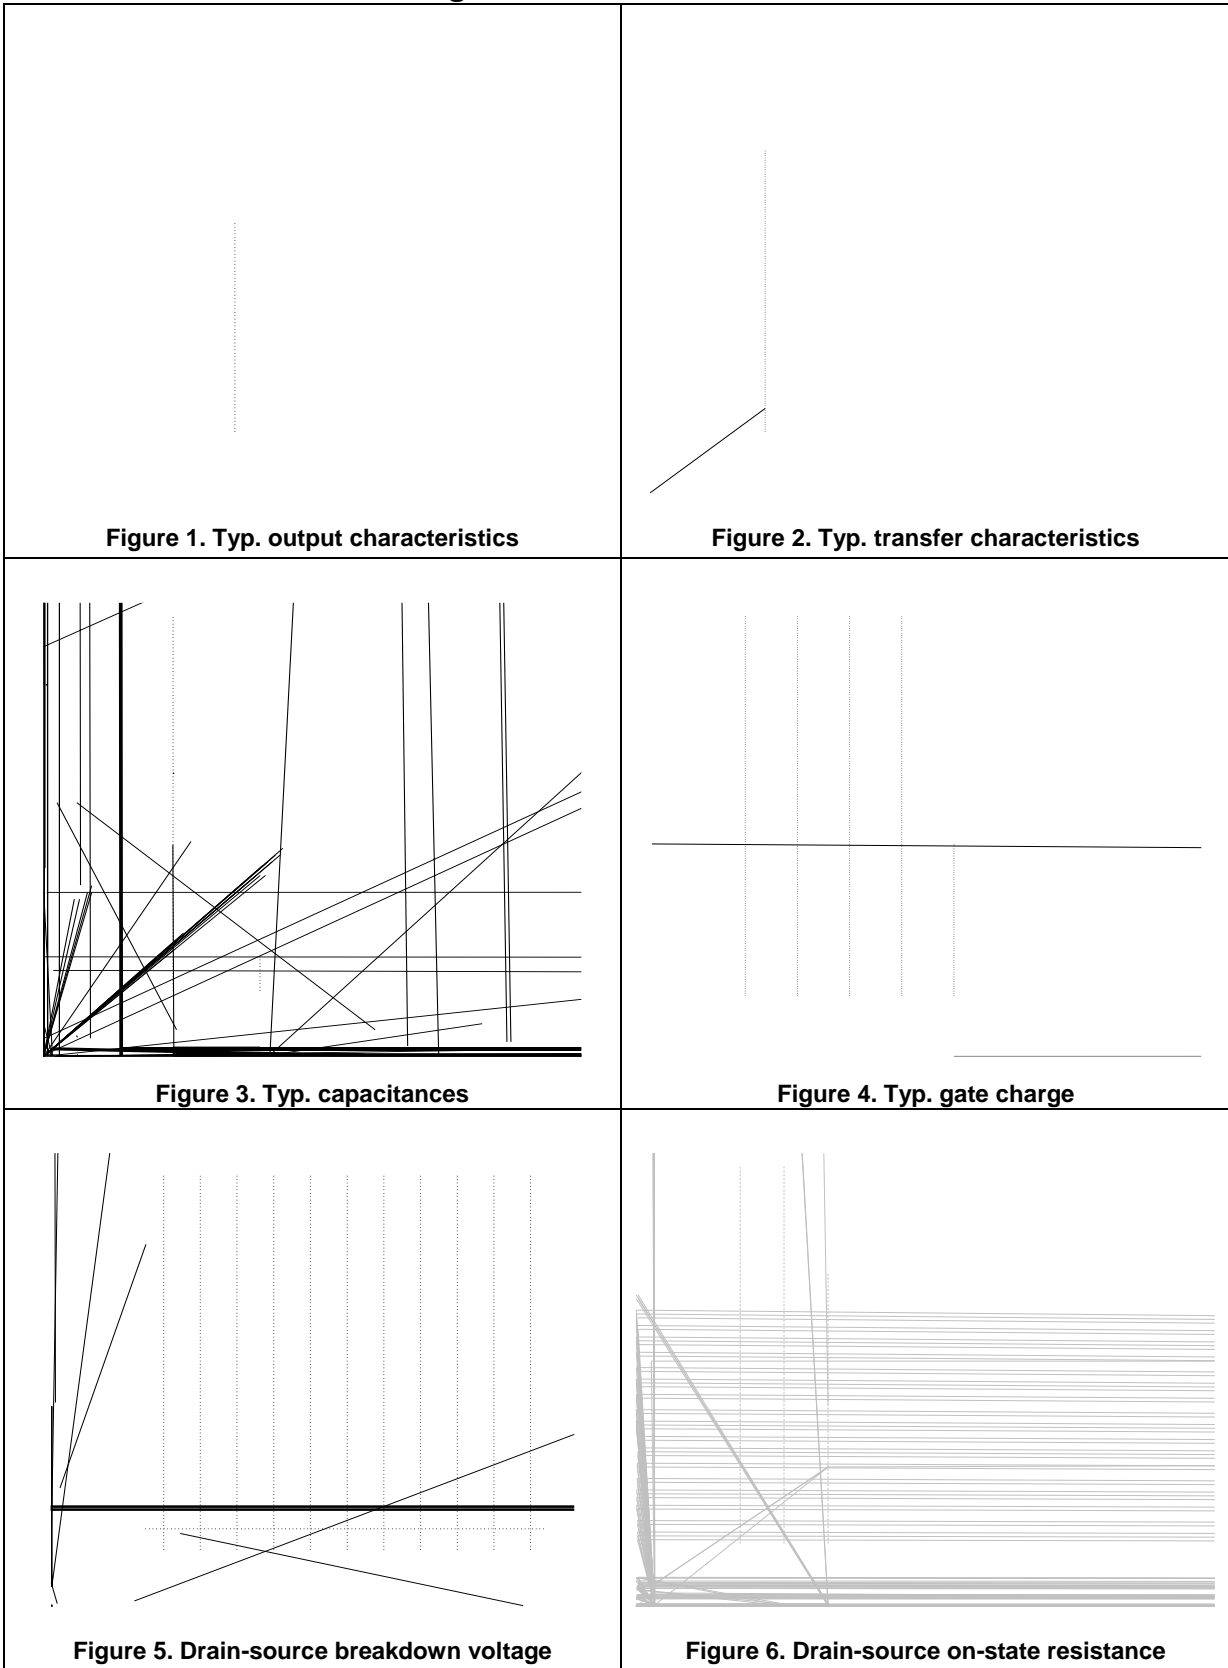 Figure 1. Typ. output characteristics
Figure 2. Typ. transfer characteristics
Figure 3. Typ. capacitances
Figure 4. Typ. gate charge
Figure 5. Drain-source breakdown voltage
Figure 6. Drain-source on-state resistance